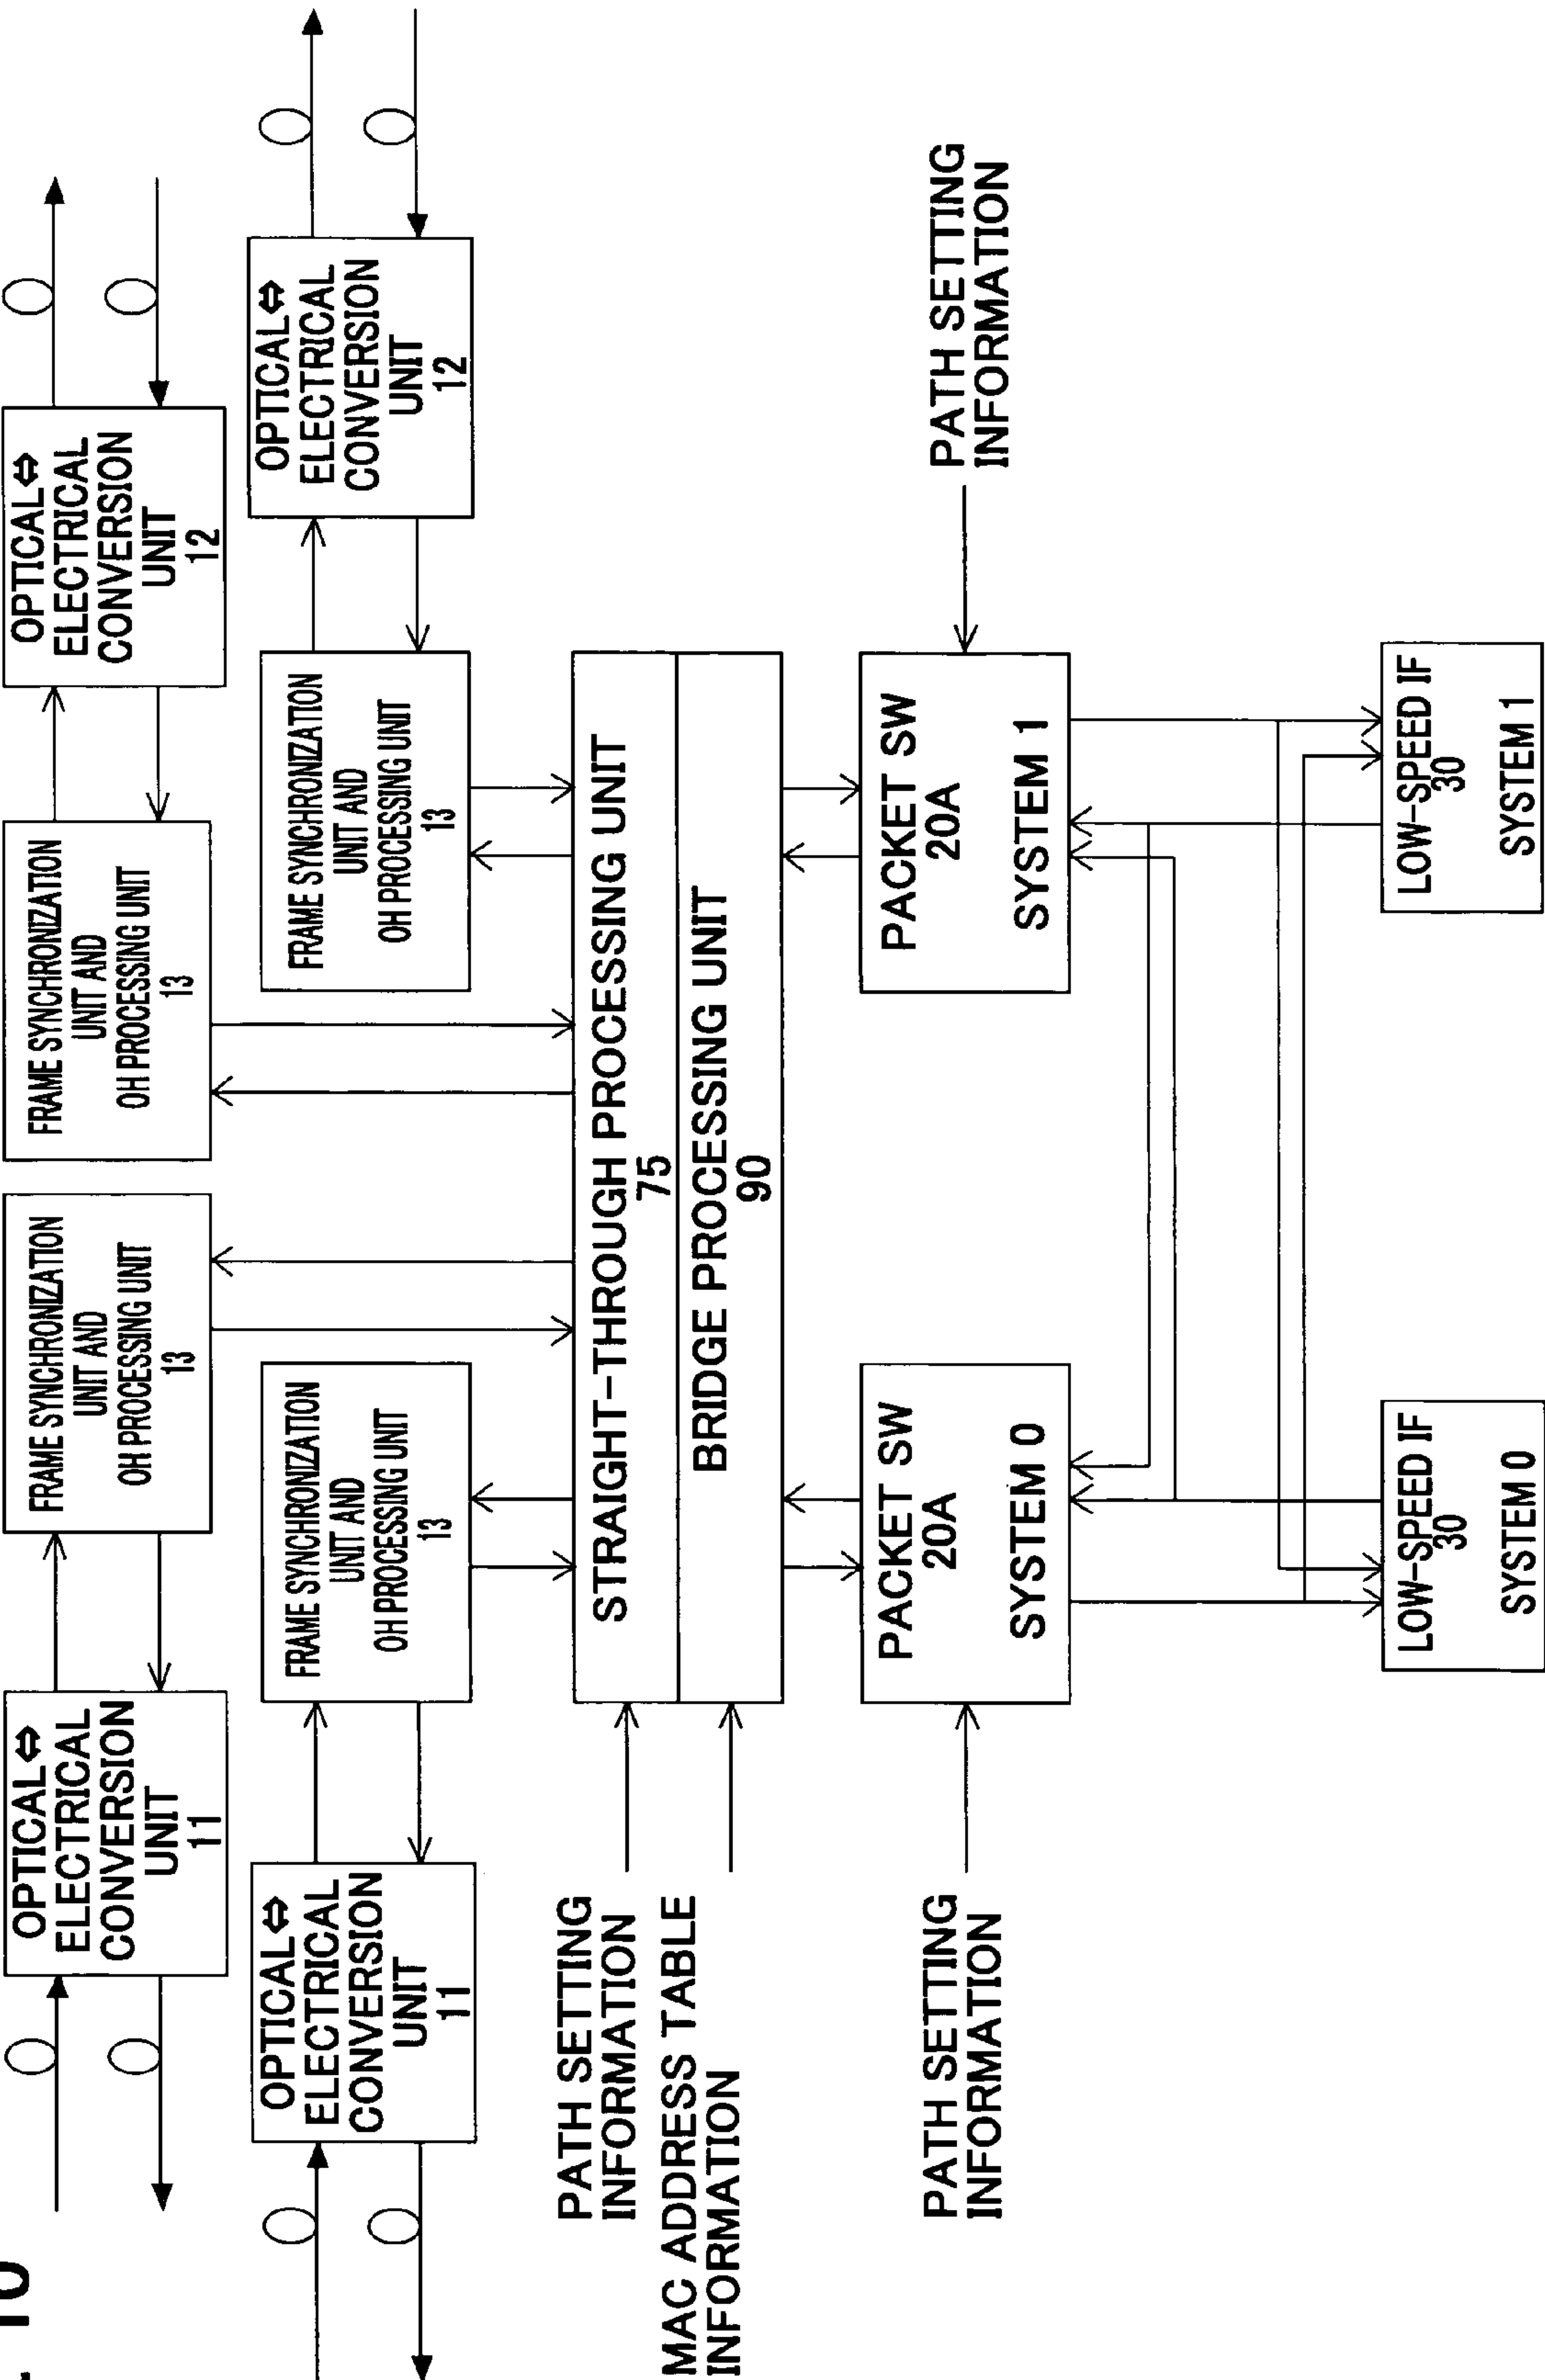 OPTICAL⇔
ELECTRICAL
CONVERSION
UNIT
11
FRAME SYNCHRONIZATION
UNIT AND
OH PROCESSING UNIT
13
FRAME SYNCHRONIZATION
UNIT AND
OH PROCESSING UNIT
13
OPTICAL⇔
ELECTRICAL
CONVERSION
UNIT
12
OPTICAL⇔
ELECTRICAL
CONVERSION
UNIT
11
FRAME SYNCHRONIZATION
UNIT AND
OH PROCESSING UNIT
13
FRAME SYNCHRONIZATION
UNIT AND
OH PROCESSING UNIT
13
OPTICAL⇔
ELECTRICAL
CONVERSION
UNIT
12
PATH SETTING
INFORMATION
STRAIGHT-THROUGH PROCESSING UNIT
75
MAC ADDRESS TABLE
INFORMATION
BRIDGE PROCESSING UNIT
90
PATH SETTING
INFORMATION
PACKET SW
20A
SYSTEM 0
PACKET SW
20A
SYSTEM 1
PATH SETTING
INFORMATION
LOW-SPEED IF
30
SYSTEM 0
LOW-SPEED IF
30
SYSTEM 1